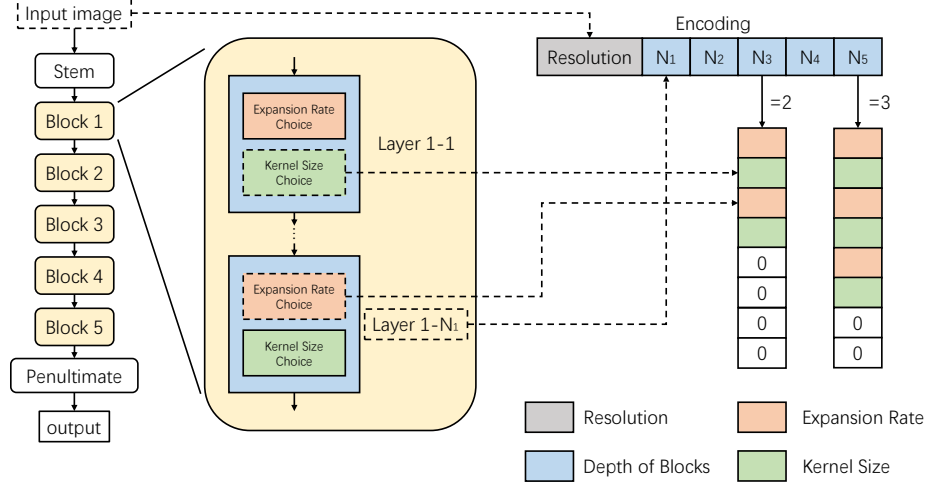 Input image
Stem
Block 1
Block 2
Block 3
Block 4
Block 5
Penultimate
output
Expansion Rate
Choice
Kernel Size
Choice
Layer 1-1
Expansion Rate
Choice
Layer 1-N₁
Kernel Size
Choice
Encoding
Resolution N₁ N₂ N₃ N₄ N₅
=2 =3
0
0
0 0
0 0
Resolution Expansion Rate
Depth of Blocks Kernel Size